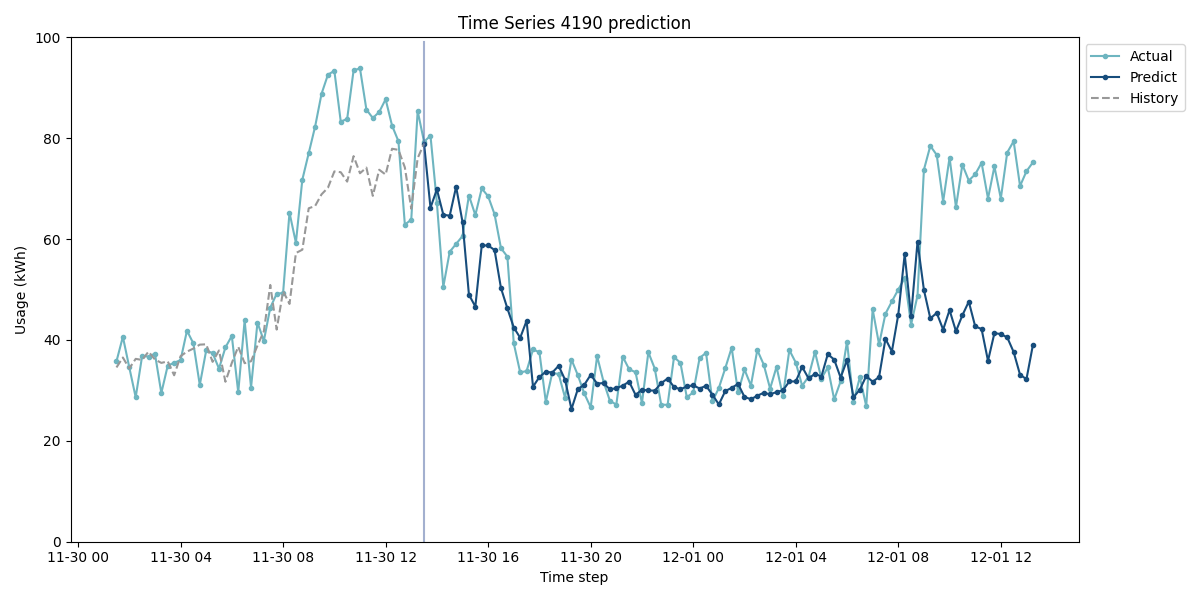 Time Series 4190 prediction
Usage (kWh)
100
80
60
40
20
0
11-30 00
11-30 04
11-30 08
11-30 12
11-30 16
11-30 20
12-01 00
12-01 04
12-01 08
12-01 12
Time step
Actual
Predict
History